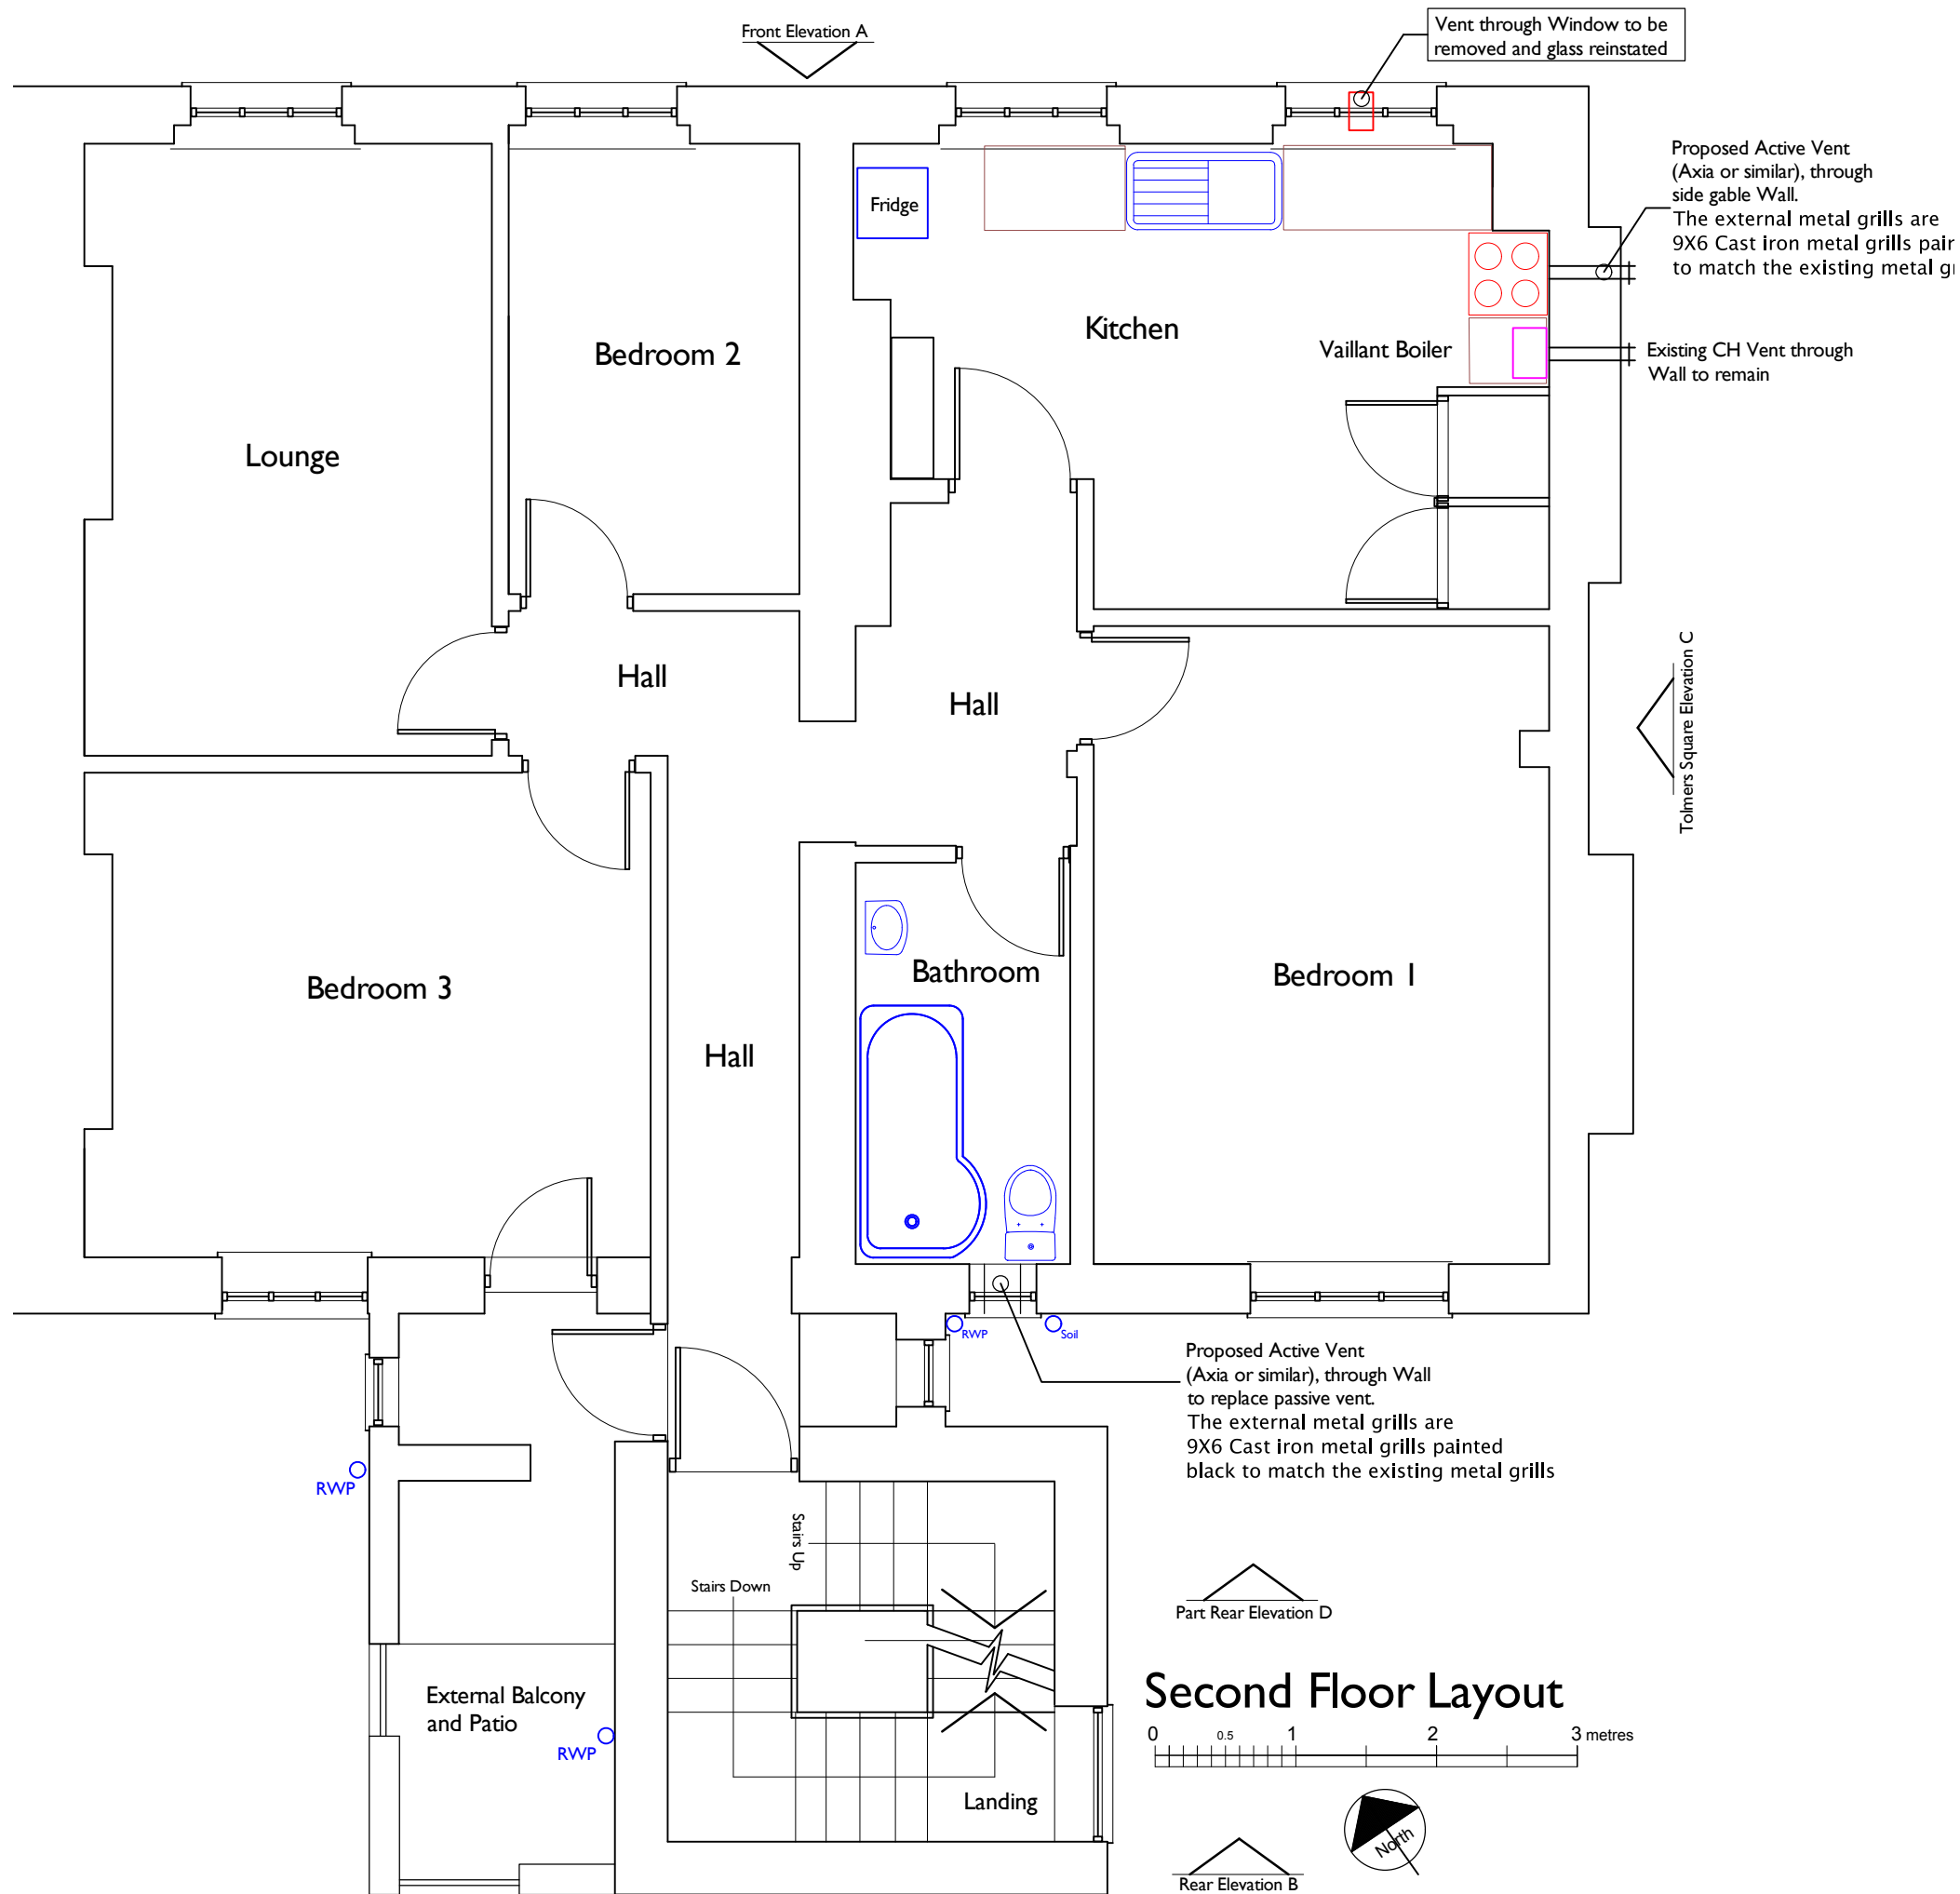 Front Elevation A
Vent through Window to be
removed and glass reinstated
Proposed Active Vent
(Axia or similar), through
side gable Wall.
The external metal grills are
9X6 Cast iron metal grills
to match the existing metal
Fridge
Kitchen
Bedroom 2
Vaillant Boiler
Existing CH Vent through
Wall to remain
Lounge
Hall
Hall
Tolmers Square Elevation C
Bathroom
Bedroom 1
Bedroom 3
Hall
RWP
Soil
Proposed Active Vent
(Axia or similar), through Wall
to replace passive vent.
The external metal grills are
9X6 Cast iron metal grills painted
black to match the existing metal grills
RWP
Stairs Up
Stairs Down
Part Rear Elevation D
External Balcony
and Patio
RWP
Second Floor Layout
0 0.5 1 2 3 metres
Landing
North
Rear Elevation B